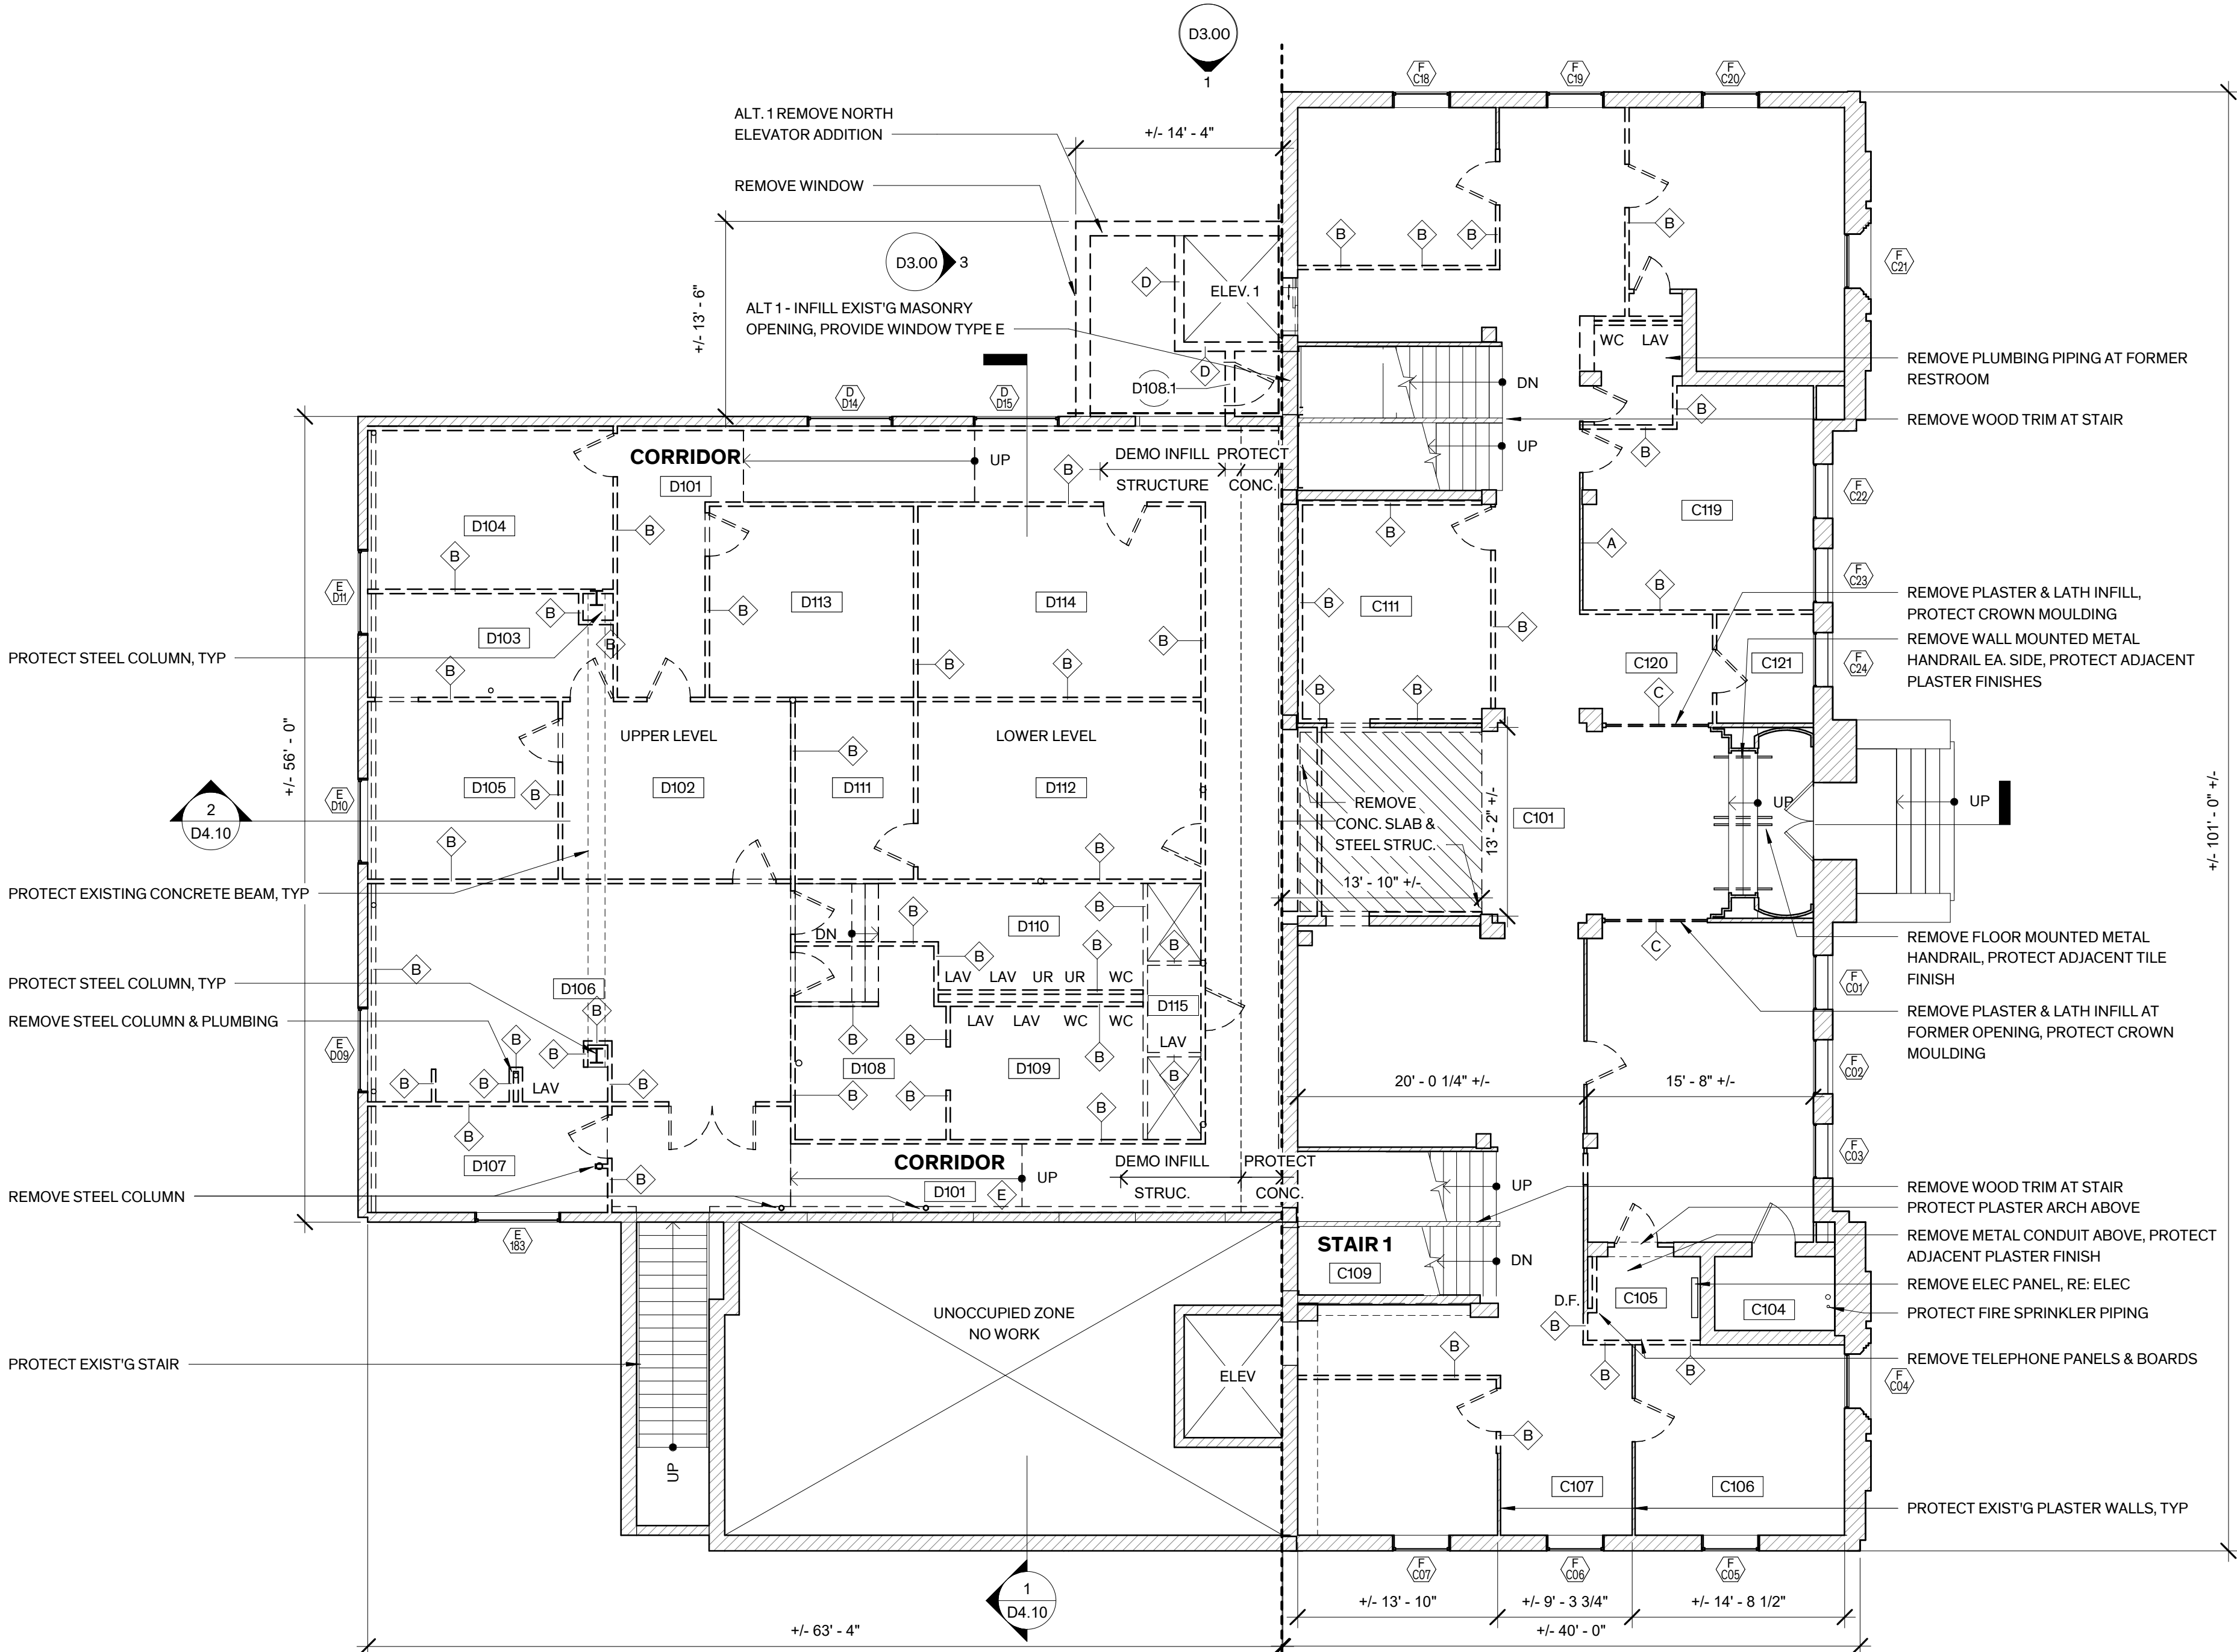 D3.00
1
F
C18
F
C19
F
C20
ALT. 1 REMOVE NORTH
ELEVATOR ADDITION
+/- 14' - 4"
REMOVE WINDOW
B
B
B
B
D3.00
3
F
C21
D
ELEV. 1
ALT 1 - INFILL EXIST'G MASONRY
OPENING, PROVIDE WINDOW TYPE E
+/- 13' - 6"
WC
LAV
REMOVE PLUMBING PIPING AT FORMER
RESTROOM
D
D108.1
DN
D
D14
D
D15
B
REMOVE WOOD TRIM AT STAIR
UP
CORRIDOR
D101
UP
DEMO INFILL
STRUCTURE
PROTECT
CONC.
B
B
F
C22
D104
B
B
C119
A
B
E
D11
B
B
F
C23
B
D113
D114
B
C111
B
REMOVE PLASTER & LATH INFILL,
PROTECT CROWN MOULDING
B
D103
B
B
B
REMOVE WALL MOUNTED METAL
HANDRAIL EA. SIDE, PROTECT ADJACENT
PLASTER FINISHES
PROTECT STEEL COLUMN, TYP
B
B
B
C120
C121
F
C24
B
B
C
+/- 56' - 0"
UPPER LEVEL
LOWER LEVEL
B
D105
B
D102
D111
D112
2
D4.10
E
D10
REMOVE
CONC. SLAB &
STEEL STRUC.
13' - 2" +/-
C101
UP
UP
+/- 101' - 0" +/-
B
B
13' - 10" +/-
PROTECT EXISTING CONCRETE BEAM, TYP
B
B
D110
DN
B
B
B
B
C
REMOVE FLOOR MOUNTED METAL
HANDRAIL, PROTECT ADJACENT TILE
FINISH
LAV
LAV
UR
UR
WC
F
C01
PROTECT STEEL COLUMN, TYP
D106
B
D115
LAV
LAV
WC
WC
REMOVE STEEL COLUMN & PLUMBING
REMOVE PLASTER & LATH INFILL AT
FORMER OPENING, PROTECT CROWN
MOULDING
E
D09
B
B
B
B
B
LAV
D108
D109
F
C02
B
B
LAV
B
B
B
B
B
20' - 0 1/4" +/-
15' - 8" +/-
B
B
F
C03
D107
CORRIDOR
DEMO INFILL
STRUC.
PROTECT
CONC.
B
UP
D101
E
UP
REMOVE STEEL COLUMN
REMOVE WOOD TRIM AT STAIR
PROTECT PLASTER ARCH ABOVE
REMOVE METAL CONDUIT ABOVE, PROTECT
ADJACENT PLASTER FINISH
E
183
STAIR 1
C109
DN
REMOVE ELEC PANEL, RE: ELEC
D.F.
C105
C104
PROTECT FIRE SPRINKLER PIPING
UNOCCUPIED ZONE
NO WORK
B
PROTECT EXIST'G STAIR
B
B
B
REMOVE TELEPHONE PANELS & BOARDS
ELEV
F
C04
B
UP
C107
C106
PROTECT EXIST'G PLASTER WALLS, TYP
F
C07
F
C06
F
C05
1
D4.10
+/- 13' - 10"
+/- 9' - 3 3/4"
+/- 14' - 8 1/2"
+/- 63' - 4"
+/- 40' - 0"